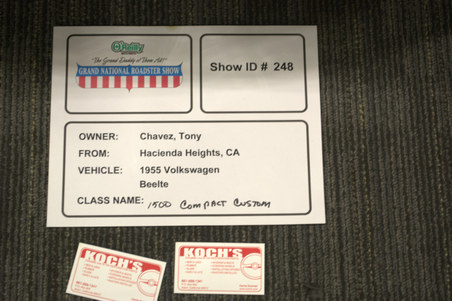 O'Reilly
"The Grand Daddy of Them All"
GRAND NATIONAL ROADSTER SHOW
Show ID # 248
OWNER: Chavez, Tony
FROM: Hacienda Heights, CA
VEHICLE: 1955 Volkswagen
Beelte
CLASS NAME: 1500 COMPACT CUSTOM
KOCH'S
KOCH'S